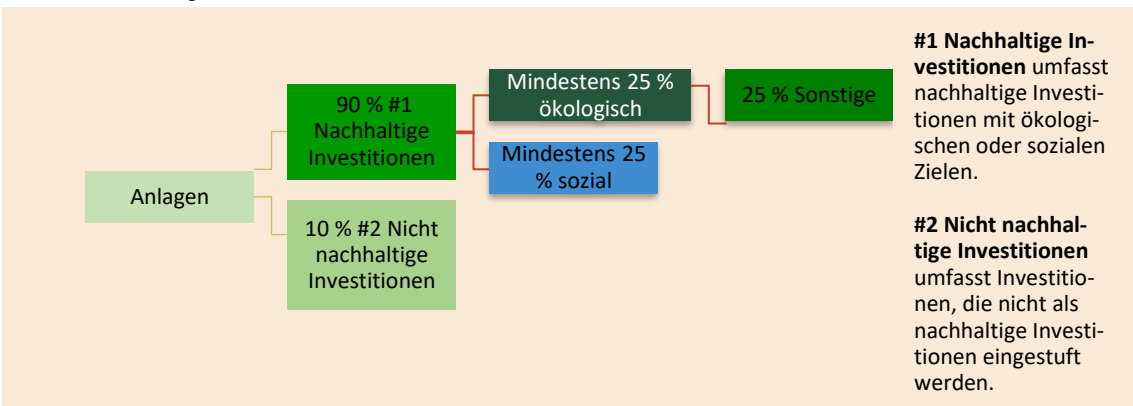 Anlagen
90 % #1
Nachhaltige
Investitionen
10 % #2 Nicht
nachhaltige
Investitionen
Mindestens 25 %
ökologisch
Mindestens 25
% sozial
25 % Sonstige
#1 Nachhaltige In-
vestitionen umfasst
nachhaltige Investi-
tionen mit ökologi-
schen oder sozialen
Zielen.
#2 Nicht nachhal-
tige Investitionen
umfasst Investitio-
nen, die nicht als
nachhaltige Investi-
tionen eingestuft
werden.